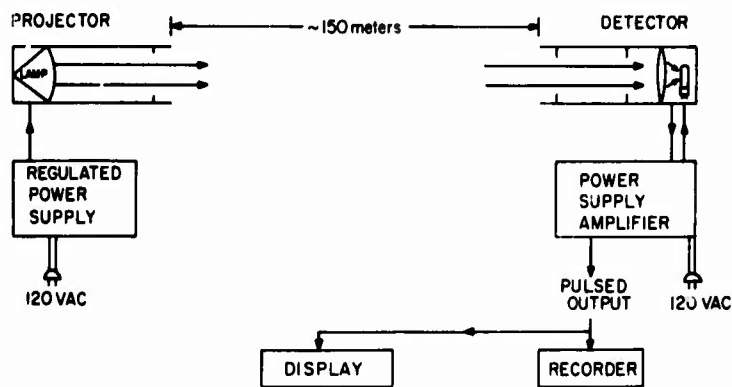 PROJECTOR
~150 meters
DETECTOR
LAMP
REGULATED
POWER
SUPPLY
POWER
SUPPLY
AMPLIFIER
120 VAC
PULSED
OUTPUT
120 VAC
DISPLAY
RECORDER